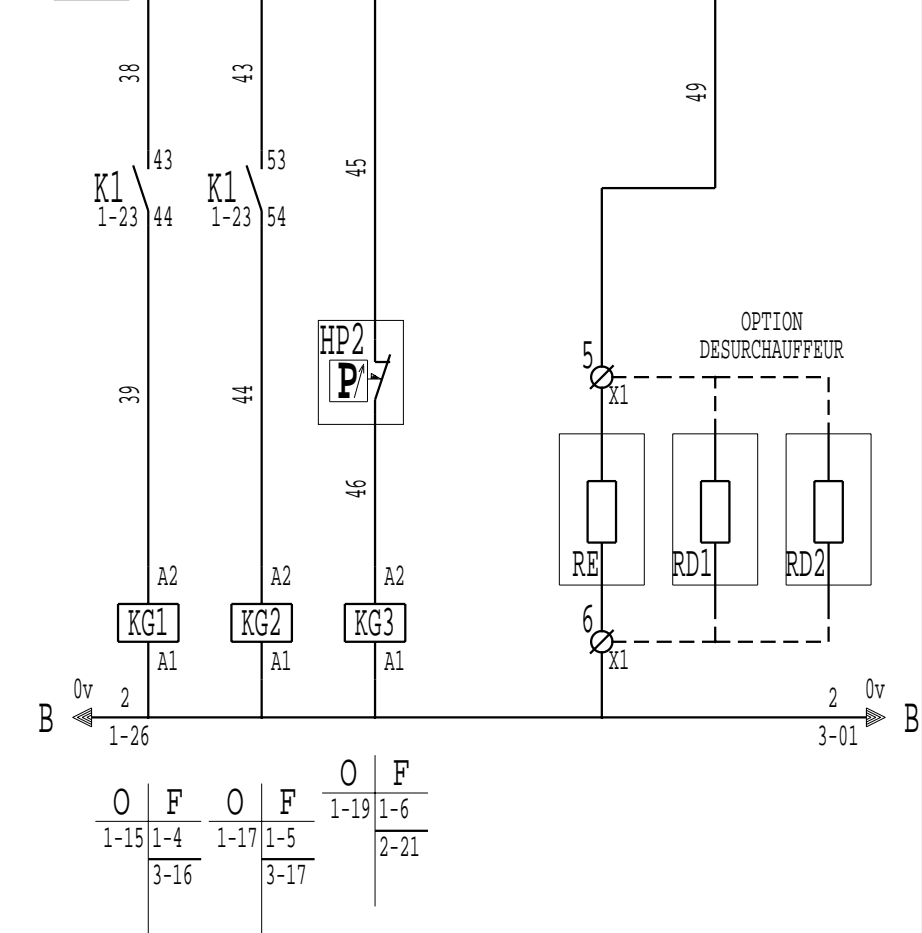 38
43
49
43
53
45
K1
K1
1-23
44
1-23
54
OPTION
DESURCHAUFFEUR
HP2
5
P
X1
39
44
46
RE
RD1
RD2
A2
A2
A2
KG1
KG2
KG3
6
A1
A1
A1
X1
0v
2
2
0v
B
B
1-26
3-01
O F
1-19 1-6
2-21
O F
O F
1-15 1-4
1-17 1-5
3-16
3-17